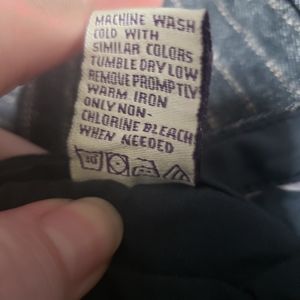 MACHINE WASH
COLD WITH
SIMILAR COLORS
TUMBLE DRY LOW
REMOVE PROMPTLY
WARM IRON
ONLY NON-
CHLORINE BLEACH
WHEN NEEDED
30